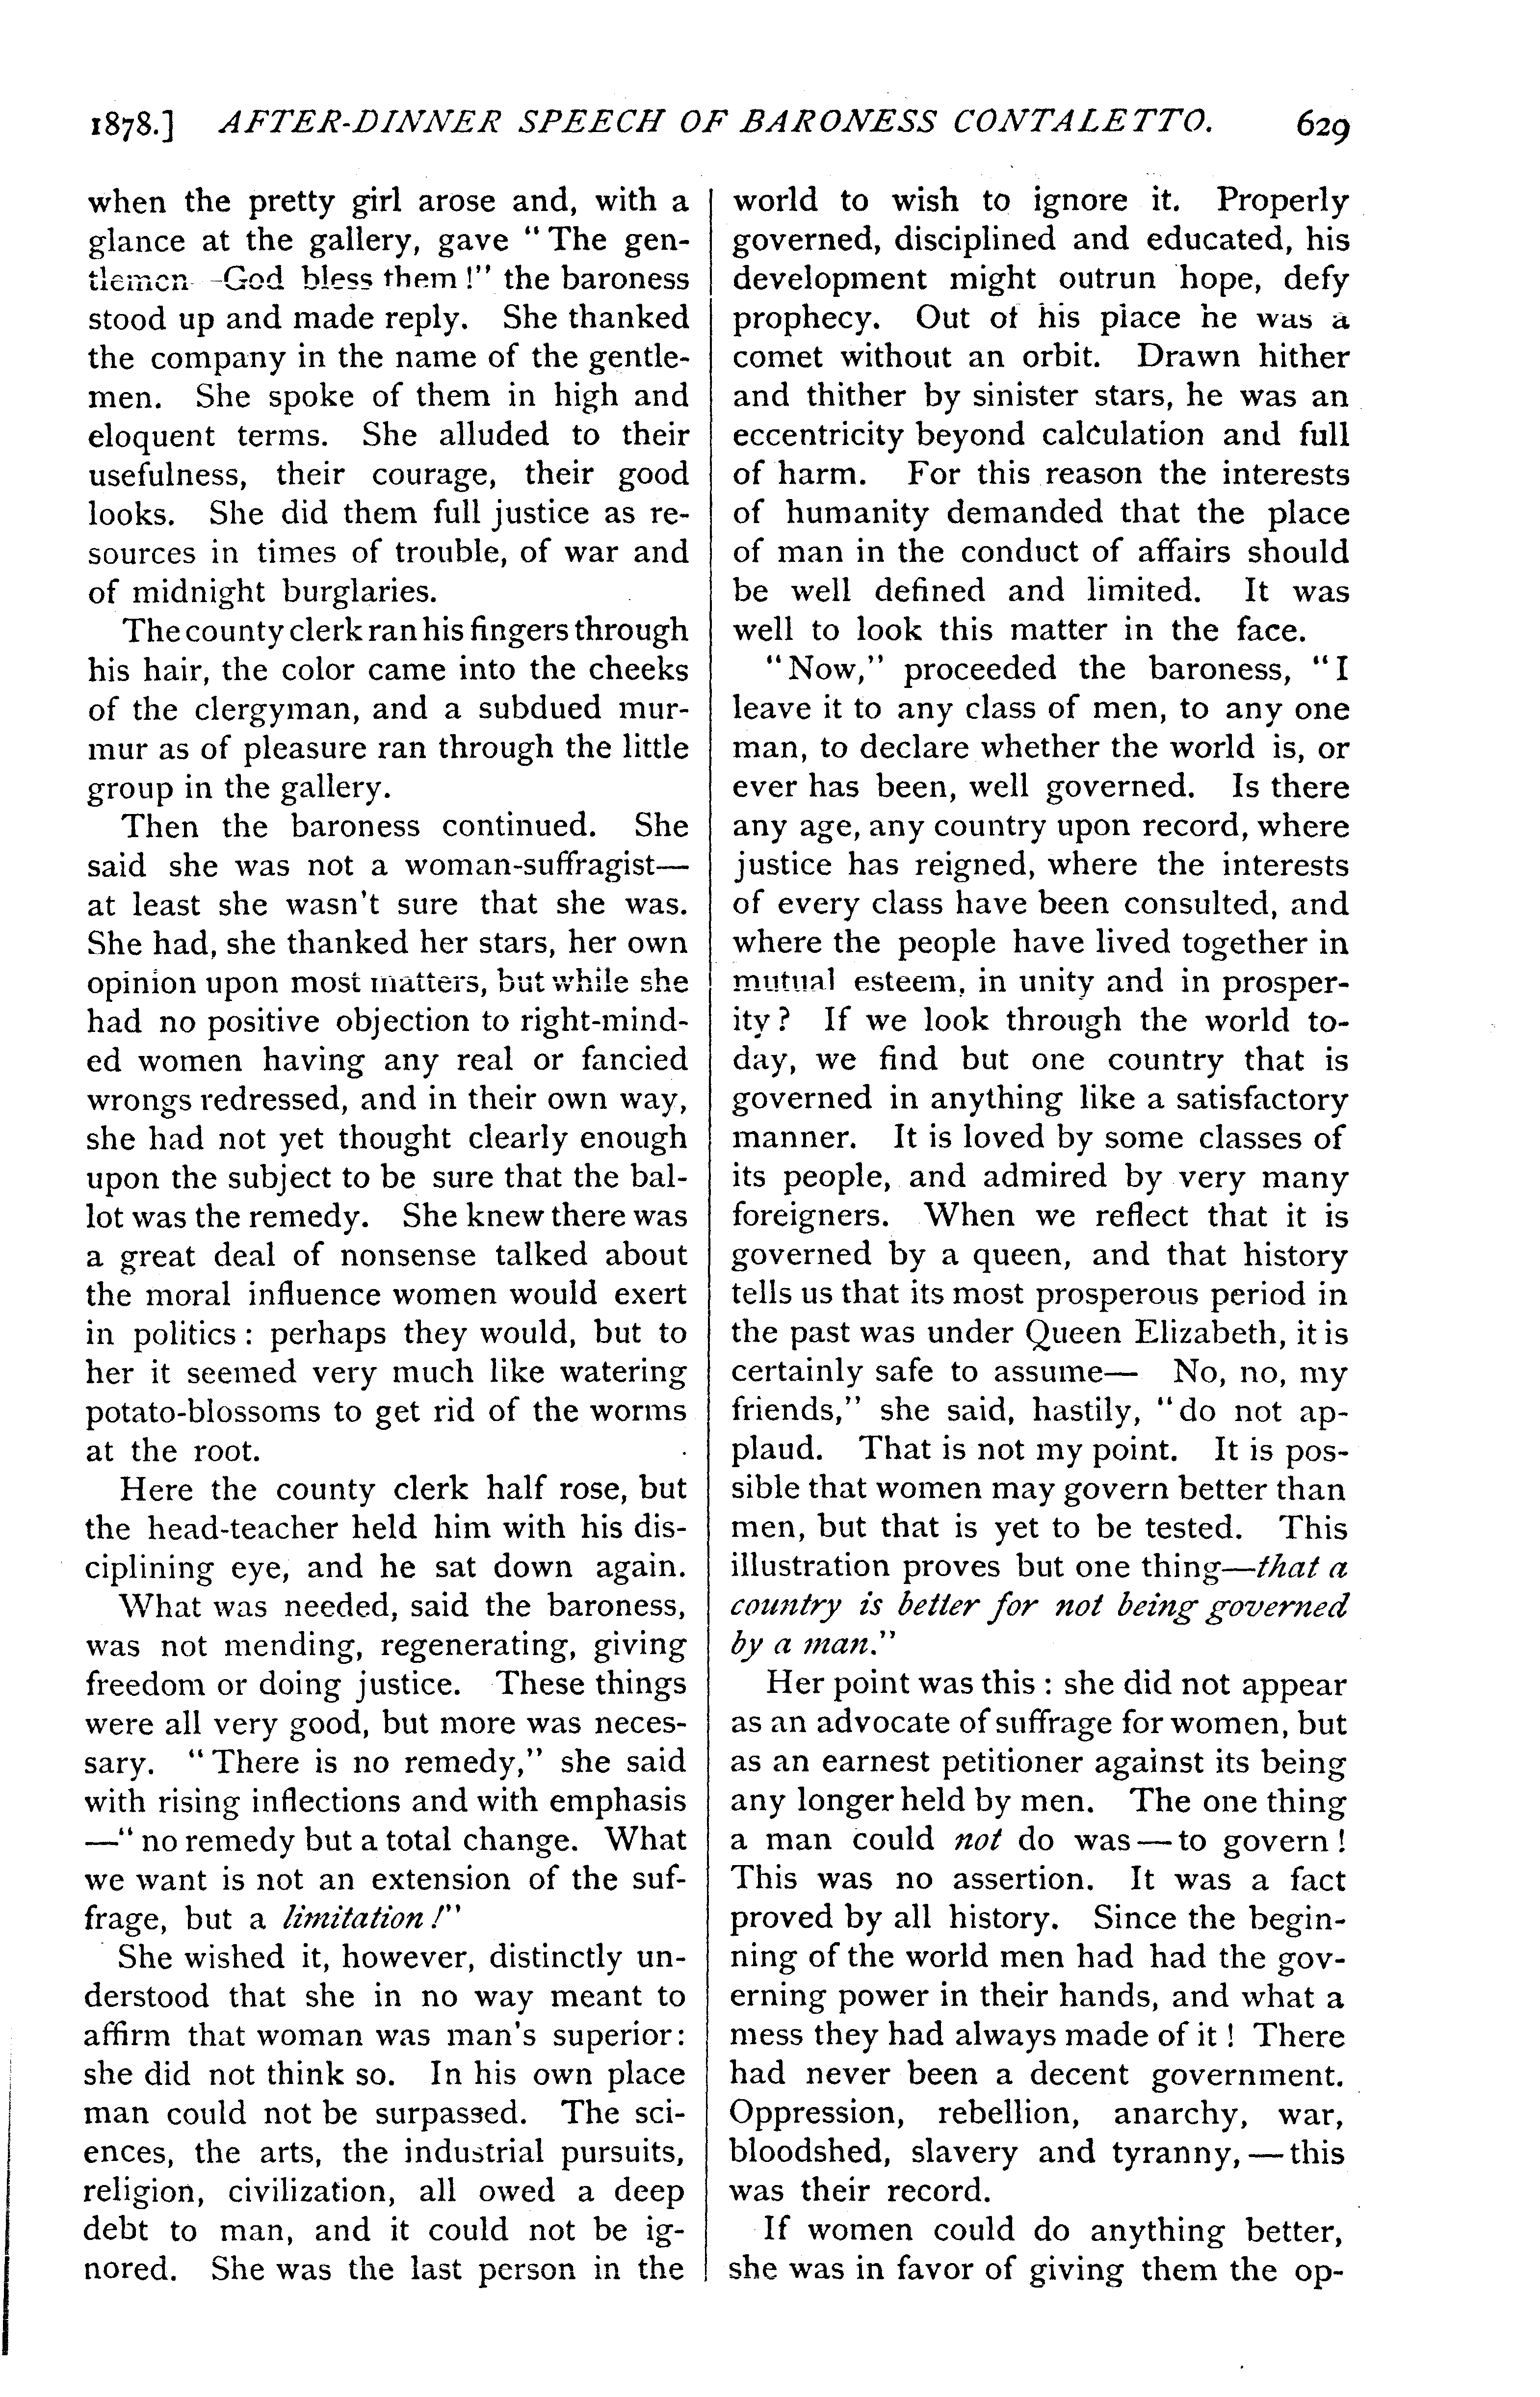 1878.] AFTER-DINNER SPEECH OF BARONESS CONTALETTO. 629
when the pretty girl arose and, with a
glance at the gallery, gave "The gen-
tlemen—God bless them!" the baroness
stood up and made reply. She thanked
the company in the name of the gentle-
men. She spoke of them in high and
eloquent terms. She alluded to their
usefulness, their courage, their good
looks. She did them full justice as re-
sources in times of trouble, of war and
of midnight burglaries.
The county clerk ran his fingers through
his hair, the color came into the cheeks
of the clergyman, and a subdued mur-
mur as of pleasure ran through the little
group in the gallery.
Then the baroness continued. She
said she was not a woman-suffragist—
at least she wasn't sure that she was.
She had, she thanked her stars, her own
opinion upon most matters, but while she
had no positive objection to right-mind-
ed women having any real or fancied
wrongs redressed, and in their own way,
she had not yet thought clearly enough
upon the subject to be sure that the bal-
lot was the remedy. She knew there was
a great deal of nonsense talked about
the moral influence women would exert
in politics: perhaps they would, but to
her it seemed very much like watering
potato-blossoms to get rid of the worms
at the root.
Here the county clerk half rose, but
the head-teacher held him with his dis-
ciplining eye, and he sat down again.
What was needed, said the baroness,
was not mending, regenerating, giving
freedom or doing justice. These things
were all very good, but more was neces-
sary. "There is no remedy," she said
with rising inflections and with emphasis
—"no remedy but a total change. What
we want is not an extension of the suf-
frage, but a limitation!"
She wished it, however, distinctly un-
derstood that she in no way meant to
affirm that woman was man's superior:
she did not think so. In his own place
man could not be surpassed. The sci-
ences, the arts, the industrial pursuits,
religion, civilization, all owed a deep
debt to man, and it could not be ig-
nored. She was the last person in the
world to wish to ignore it. Properly
governed, disciplined and educated, his
development might outrun hope, defy
prophecy. Out of his place he was a
comet without an orbit. Drawn hither
and thither by sinister stars, he was an
eccentricity beyond calculation and full
of harm. For this reason the interests
of humanity demanded that the place
of man in the conduct of affairs should
be well defined and limited. It was
well to look this matter in the face.
"Now," proceeded the baroness, "I
leave it to any class of men, to any one
man, to declare whether the world is, or
ever has been, well governed. Is there
any age, any country upon record, where
justice has reigned, where the interests
of every class have been consulted, and
where the people have lived together in
mutual esteem, in unity and in prosper-
ity? If we look through the world to-
day, we find but one country that is
governed in anything like a satisfactory
manner. It is loved by some classes of
its people, and admired by very many
foreigners. When we reflect that it is
governed by a queen, and that history
tells us that its most prosperous period in
the past was under Queen Elizabeth, it is
certainly safe to assume— No, no, my
friends," she said, hastily, "do not ap-
plaud. That is not my point. It is pos-
sible that women may govern better than
men, but that is yet to be tested. This
illustration proves but one thing—that a
country is better for not being governed
by a man."
Her point was this: she did not appear
as an advocate of suffrage for women, but
as an earnest petitioner against its being
any longer held by men. The one thing
a man could not do was—to govern!
This was no assertion. It was a fact
proved by all history. Since the begin-
ning of the world men had had the gov-
erning power in their hands, and what a
mess they had always made of it! There
had never been a decent government.
Oppression, rebellion, anarchy, war,
bloodshed, slavery and tyranny,—this
was their record.
If women could do anything better,
she was in favor of giving them the op-